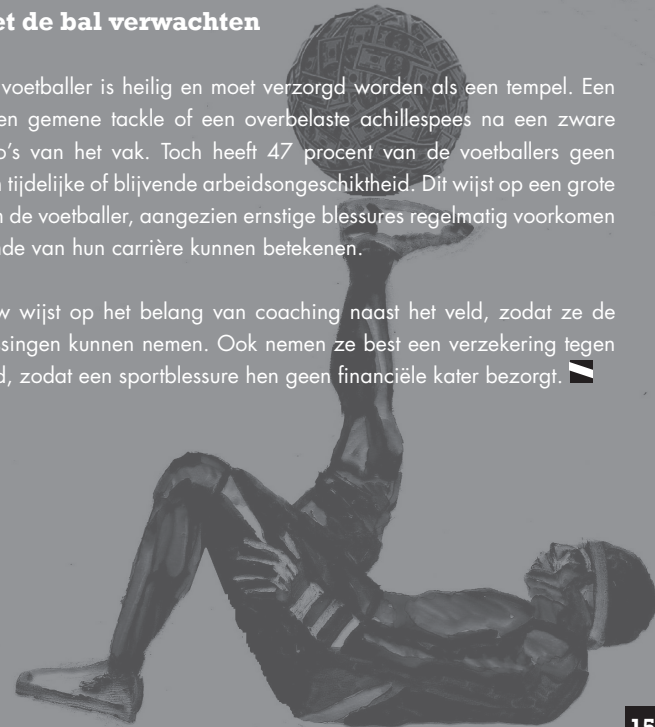 et de bal verwachten
voetballer is heilig en moet verzorgd worden als een tempel. Een
en gemene tackle of een overbelaste achillespees na een zware
o's van het vak. Toch heeft 47 procent van de voetballers geen
n tijdelijke of blijvende arbeidsongeschiktheid. Dit wijst op een grote
n de voetballer, aangezien ernstige blessures regelmatig voorkomen
nde van hun carrière kunnen betekenen.
w wijst op het belang van coaching naast het veld, zodat ze de
singen kunnen nemen. Ook nemen ze best een verzekering tegen
d, zodat een sportblessure hen geen financiële kater bezorgt.
15